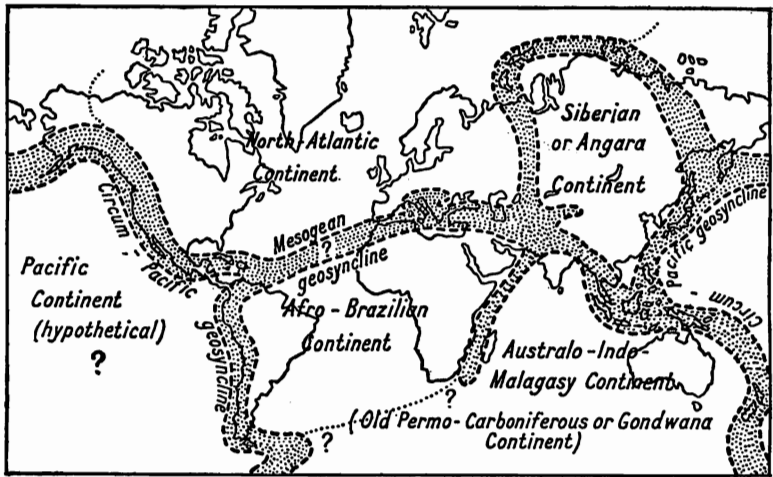 North-Atlantic
Continent.
Siberian
or Angara
Continent
Circum - Pacific
geosyncline
Mesogean
?
geosyncline
Pacific geosyncline
Circum -
Pacific
Continent
(hypothetical)
?
Afro-Brazilian
Continent
Australo-Indo-
Malagasy Continent
?
(Old Permo-Carboniferous or Gondwana
Continent)
?